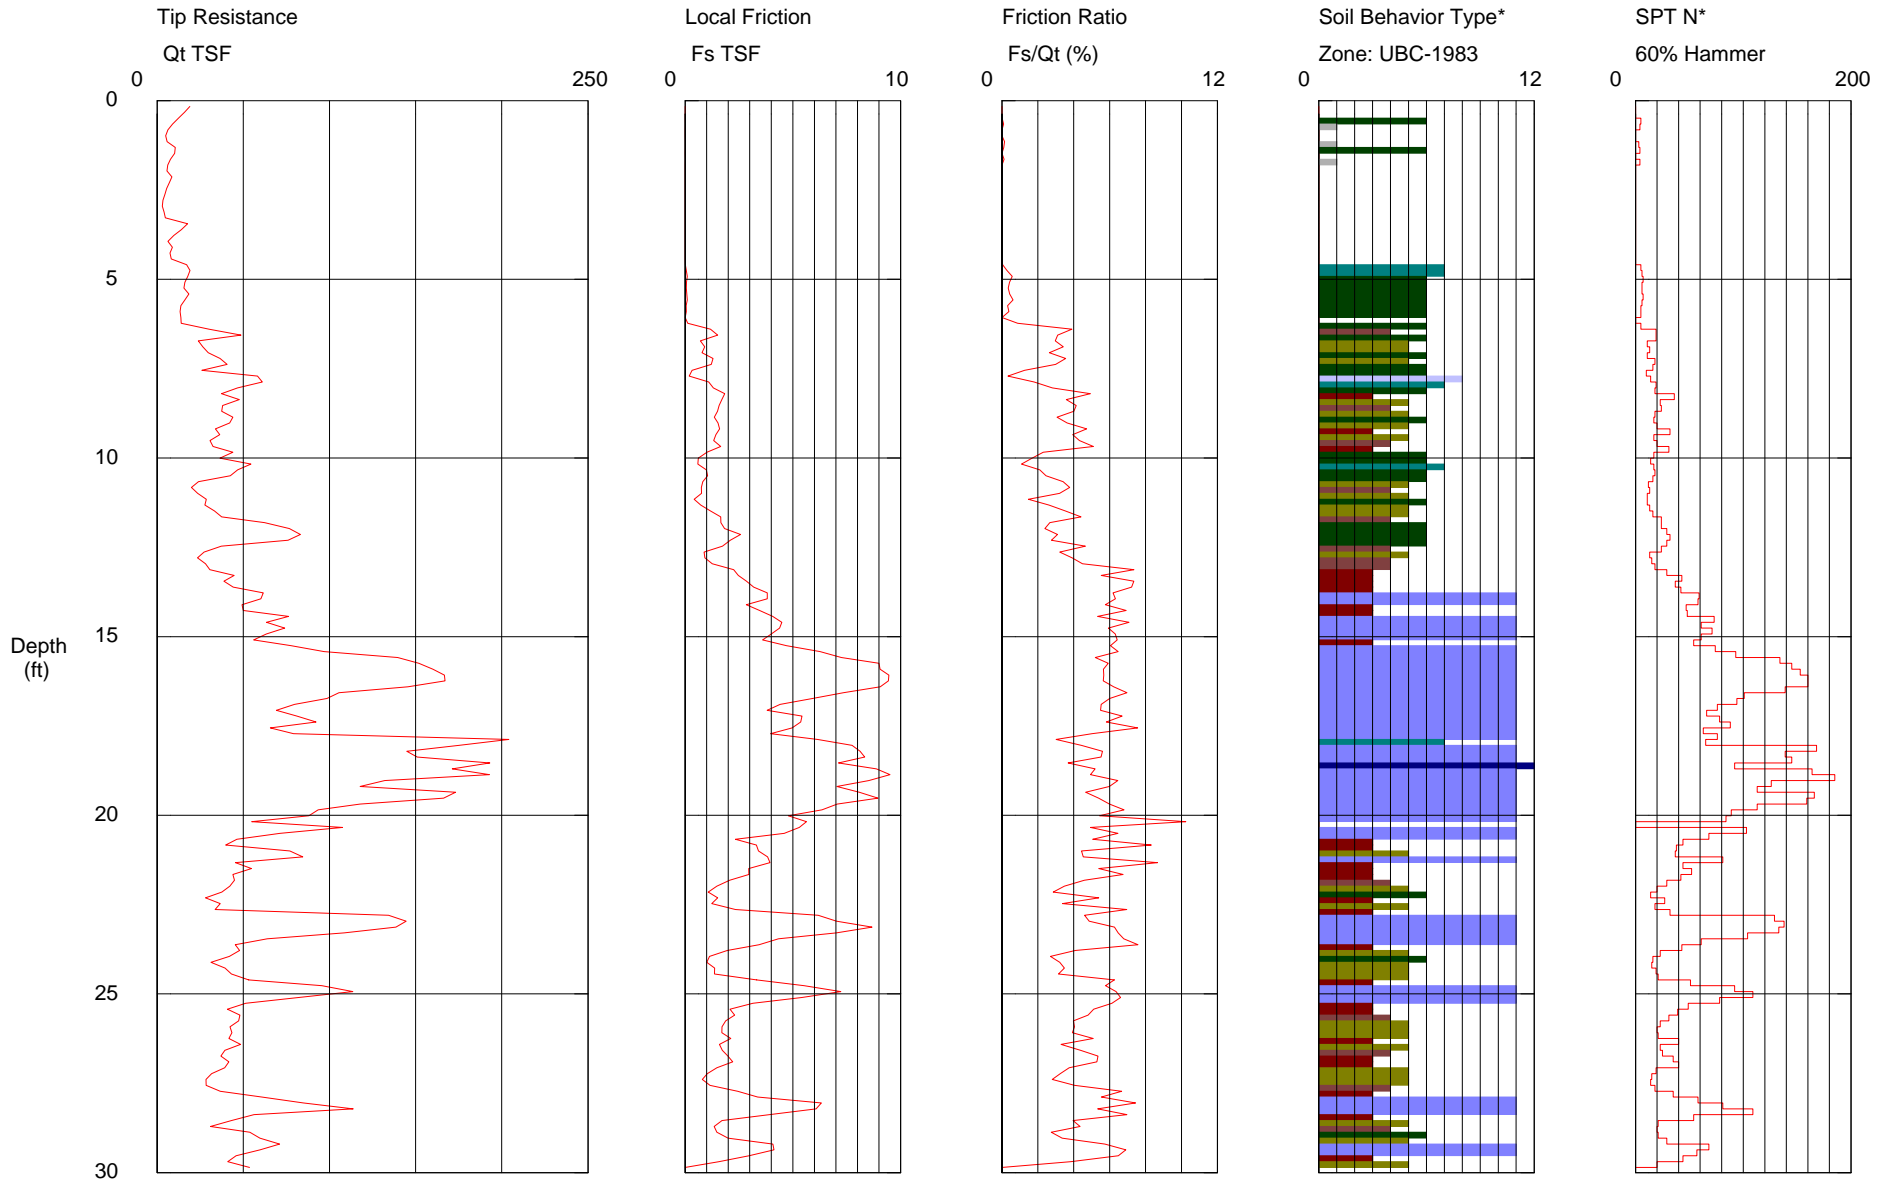 Tip Resistance Local Friction Friction Ratio Soil Behavior Type* SPT N*
Qt TSF Fs TSF Fs/Qt (%) Zone: UBC-1983 60% Hammer
0 250 0 10 0 12 0 12 0 200
0
5
10
15
Depth
(ft)
20
25
30